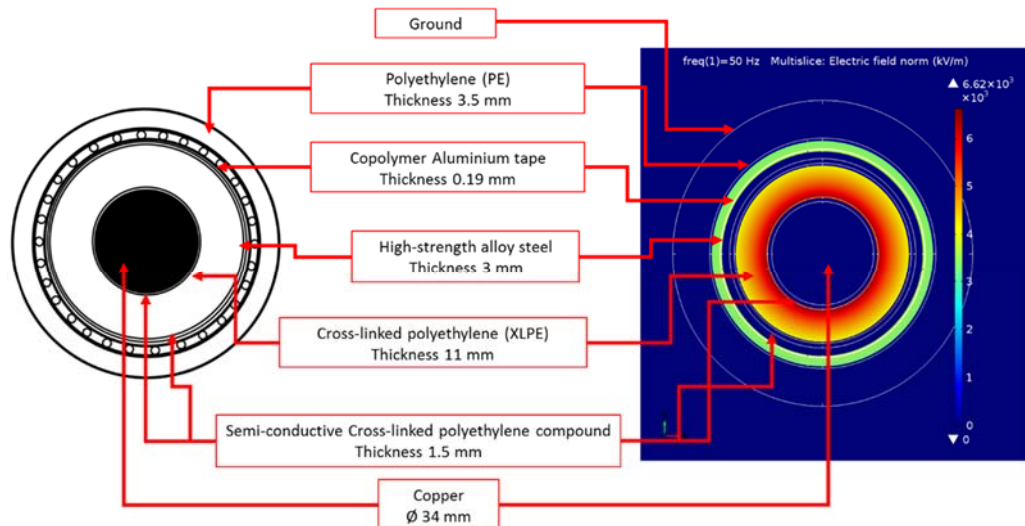 Ground
freq(1)=50 Hz Multislice: Electric field norm (kV/m)
Polyethylene (PE)
Thickness 3.5 mm
▲ 6.62×10³
×10³
Copolymer Aluminium tape
Thickness 0.19 mm
High-strength alloy steel
Thickness 3 mm
Cross-linked polyethylene (XLPE)
Thickness 11 mm
Semi-conductive Cross-linked polyethylene compound
Thickness 1.5 mm
Copper
Ø 34 mm
6
5
4
3
2
1
0
▼ 0